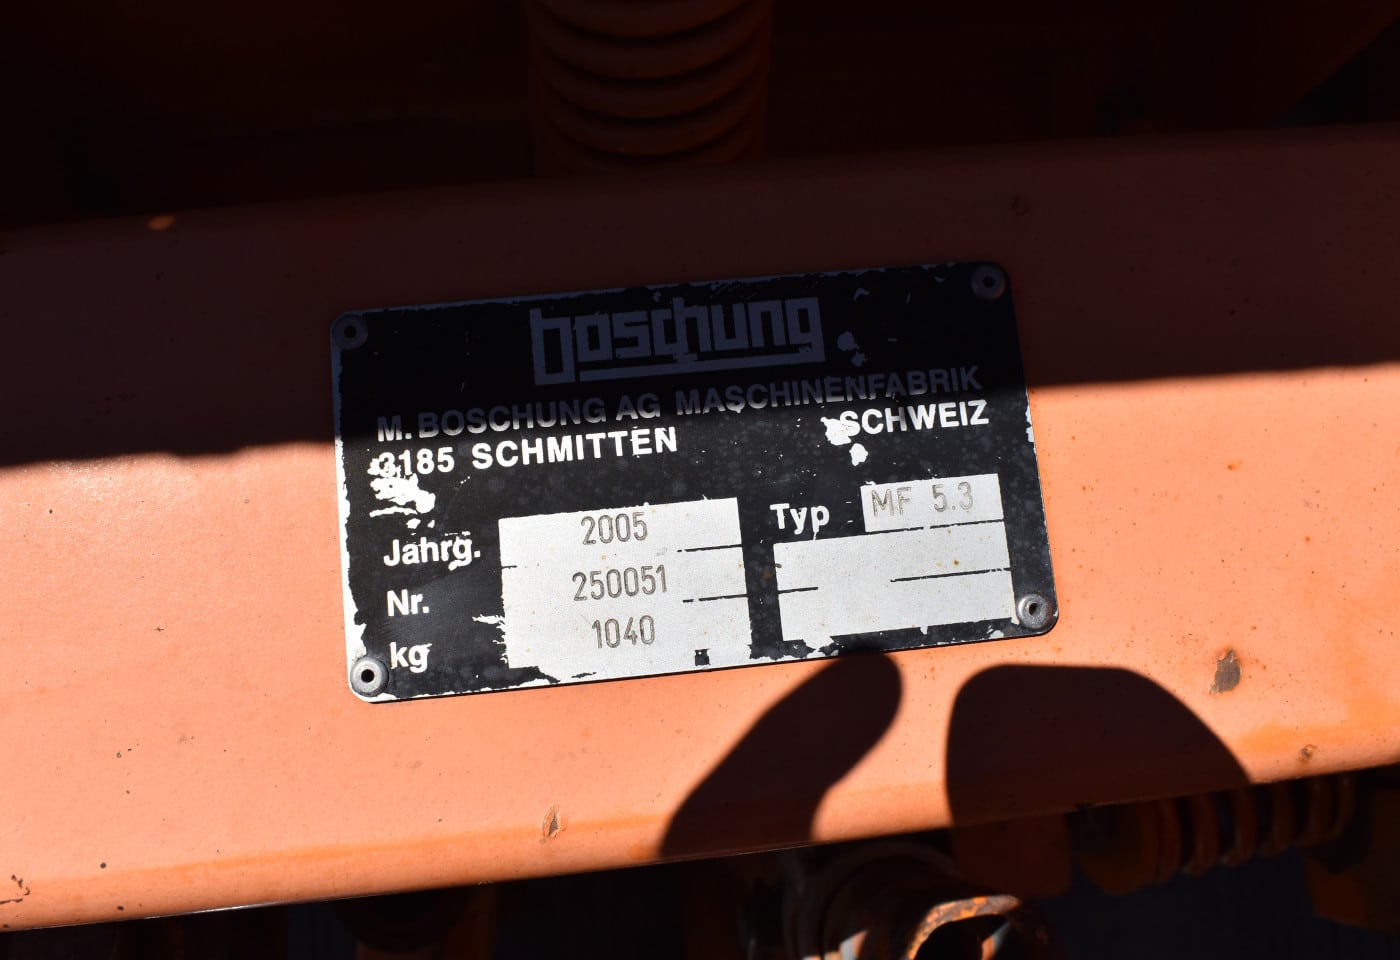 boschung
M. BOSCHUNG AG MASCHINENFABRIK
3185 SCHMITTEN SCHWEIZ
Jahrg. 2005 Typ MF 5.3
Nr. 250051
kg 1040